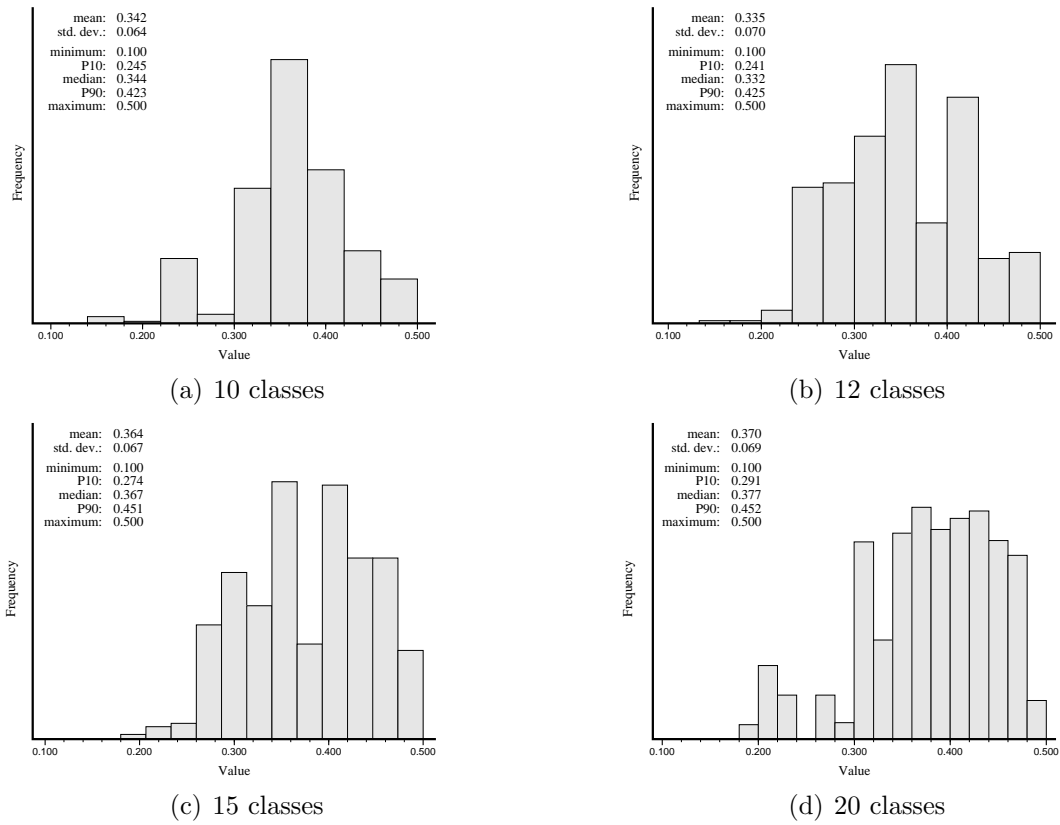 mean: 0.342
std. dev.: 0.064
minimum: 0.100
P10: 0.245
median: 0.344
P90: 0.423
maximum: 0.500
Frequency
0.100 0.200 0.300 0.400 0.500
Value
(a) 10 classes
mean: 0.335
std. dev.: 0.070
minimum: 0.100
P10: 0.241
median: 0.332
P90: 0.425
maximum: 0.500
Frequency
0.100 0.200 0.300 0.400 0.500
Value
(b) 12 classes
mean: 0.364
std. dev.: 0.067
minimum: 0.100
P10: 0.274
median: 0.367
P90: 0.451
maximum: 0.500
Frequency
0.100 0.200 0.300 0.400 0.500
Value
(c) 15 classes
mean: 0.370
std. dev.: 0.069
minimum: 0.100
P10: 0.291
median: 0.377
P90: 0.452
maximum: 0.500
Frequency
0.100 0.200 0.300 0.400 0.500
Value
(d) 20 classes